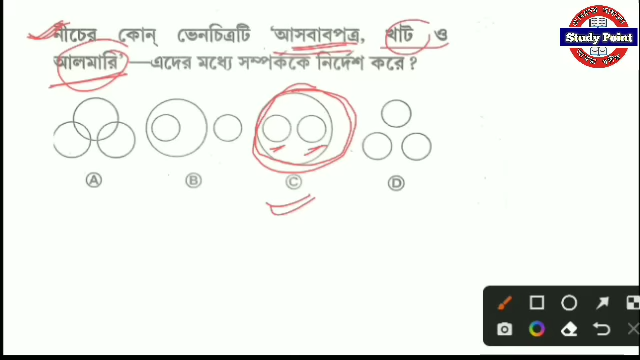 নীচের কোন্ ভেনচিত্রটি 'আসবাবপত্র, খাট ও
আলমারি'—এদের মধ্যে সম্পর্ককে নির্দেশ করে ?
A B C D
Study Point